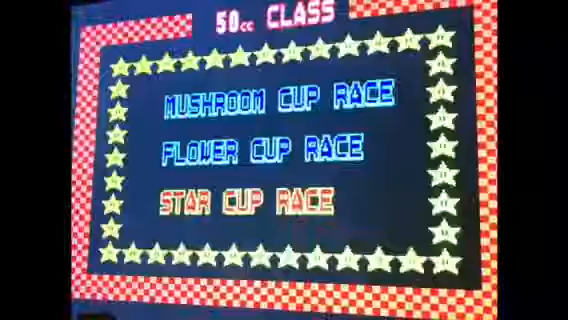 50cc CLASS
MUSHROOM CUP RACE
FLOWER CUP RACE
STAR CUP RACE